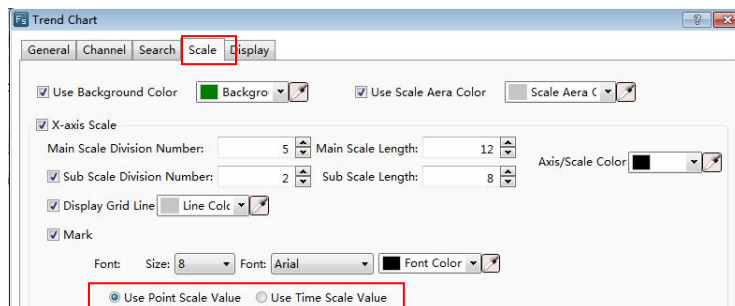 Fs Trend Chart
General Channel Search Scale Display
Use Background Color Backgro Use Scale Aera Color Scale Aera C
X-axis Scale
Main Scale Division Number: 5 Main Scale Length: 12
Axis/Scale Color
Sub Scale Division Number: 2 Sub Scale Length: 8
Display Grid Line Line Colc
Mark
Font: Size: 8 Font: Arial Font Color
Use Point Scale Value Use Time Scale Value